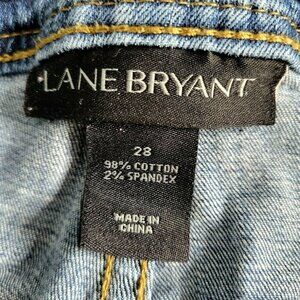 LANE BRYANT
28
98% COTTON
2% SPANDEX
MADE IN
CHINA